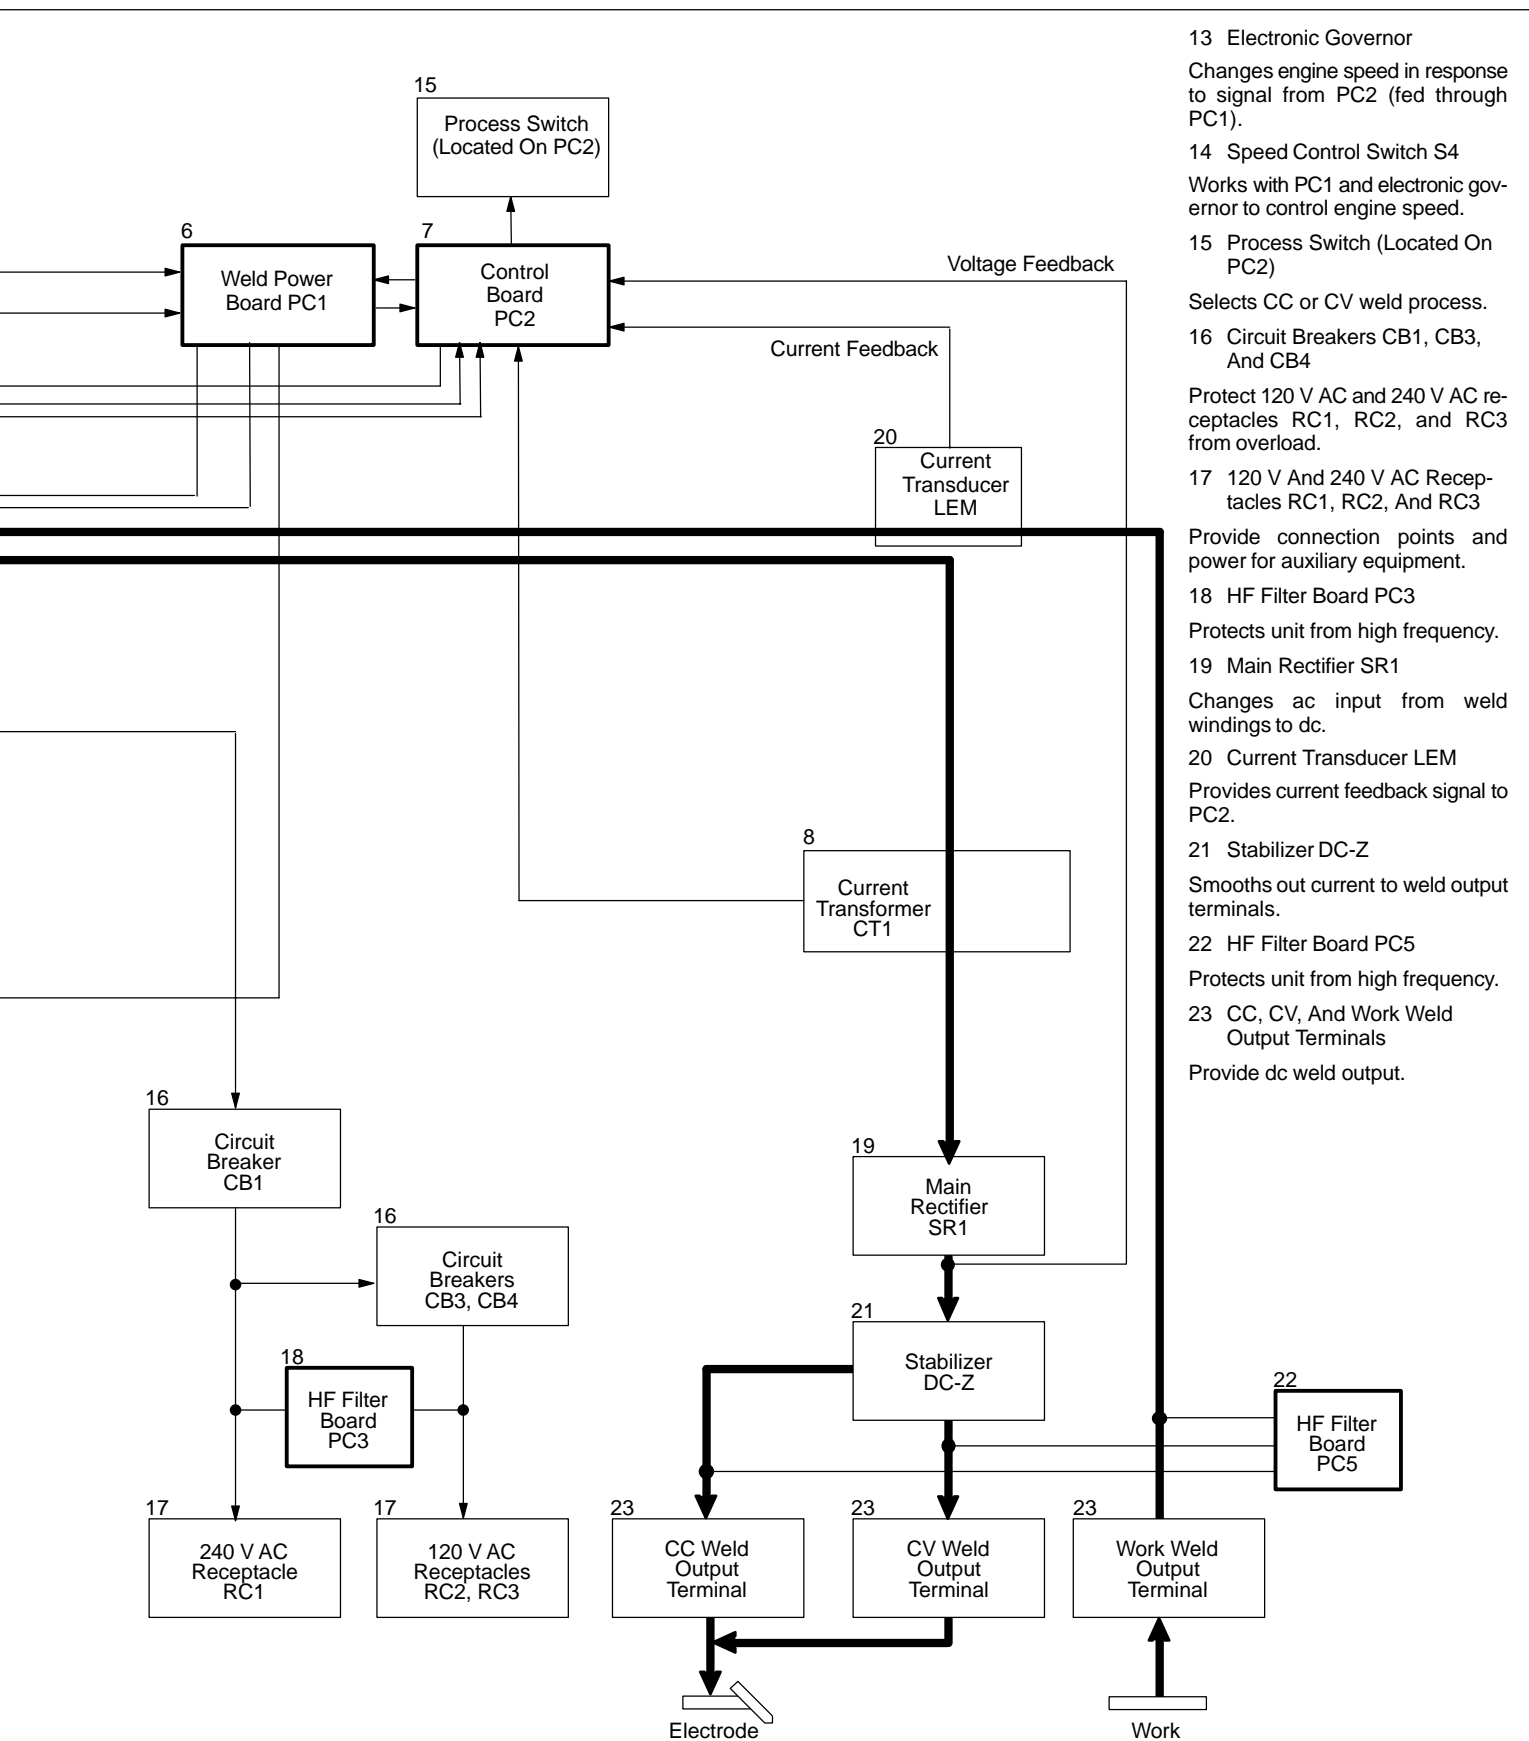 15
Process Switch
(Located On PC2)
6
Weld Power
Board PC1
7
Control
Board
PC2
Voltage Feedback
Current Feedback
20
Current
Transducer
LEM
8
Current
Transformer
CT1
16
Circuit
Breaker
CB1
16
Circuit
Breakers
CB3, CB4
18
HF Filter
Board
PC3
17
240 V AC
Receptacle
RC1
17
120 V AC
Receptacles
RC2, RC3
19
Main
Rectifier
SR1
21
Stabilizer
DC-Z
22
HF Filter
Board
PC5
23
CC Weld
Output
Terminal
23
CV Weld
Output
Terminal
23
Work Weld
Output
Terminal
Electrode
Work
13 Electronic Governor
Changes engine speed in response
to signal from PC2 (fed through
PC1).
14 Speed Control Switch S4
Works with PC1 and electronic gov-
ernor to control engine speed.
15 Process Switch (Located On
PC2)
Selects CC or CV weld process.
16 Circuit Breakers CB1, CB3,
And CB4
Protect 120 V AC and 240 V AC re-
ceptacles RC1, RC2, and RC3
from overload.
17 120 V And 240 V AC Recep-
tacles RC1, RC2, And RC3
Provide connection points and
power for auxiliary equipment.
18 HF Filter Board PC3
Protects unit from high frequency.
19 Main Rectifier SR1
Changes ac input from weld
windings to dc.
20 Current Transducer LEM
Provides current feedback signal to
PC2.
21 Stabilizer DC-Z
Smooths out current to weld output
terminals.
22 HF Filter Board PC5
Protects unit from high frequency.
23 CC, CV, And Work Weld
Output Terminals
Provide dc weld output.